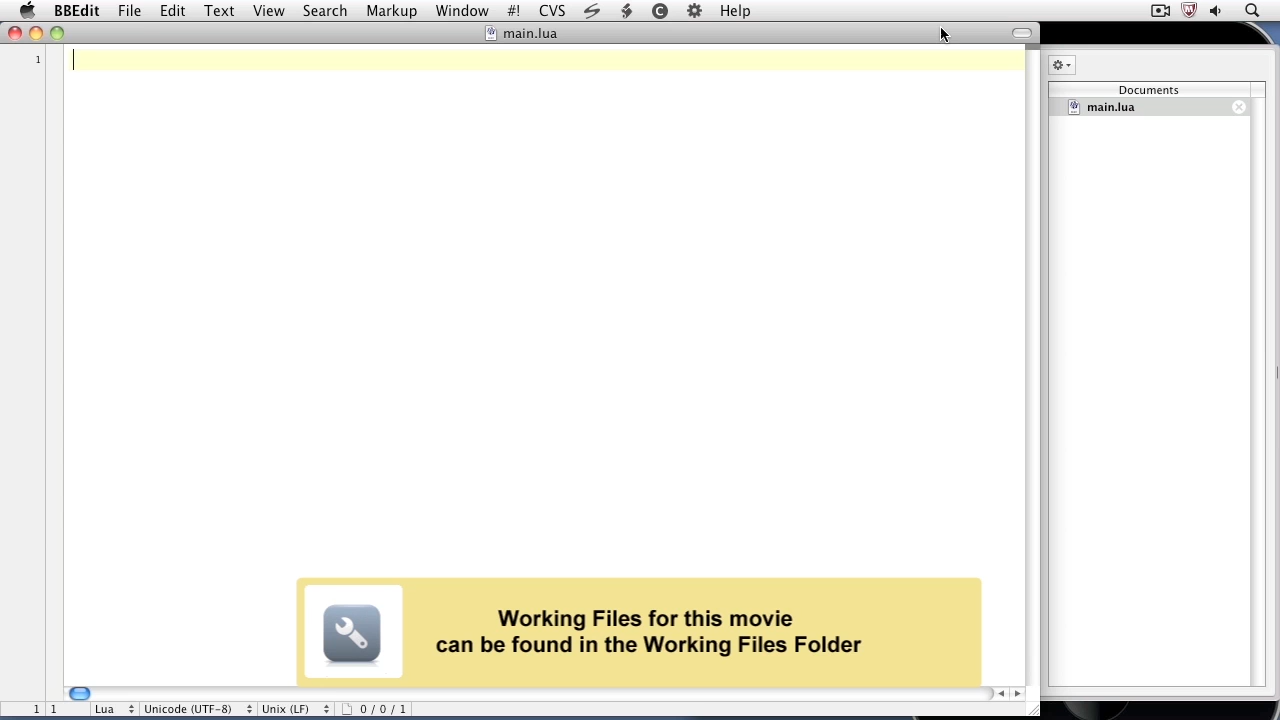 BBEdit File Edit Text View Search Markup Window #! CVS Help
main.lua
1
Documents
main.lua
Working Files for this movie
can be found in the Working Files Folder
1 1 Lua Unicode (UTF-8) Unix (LF) 0 / 0 / 1